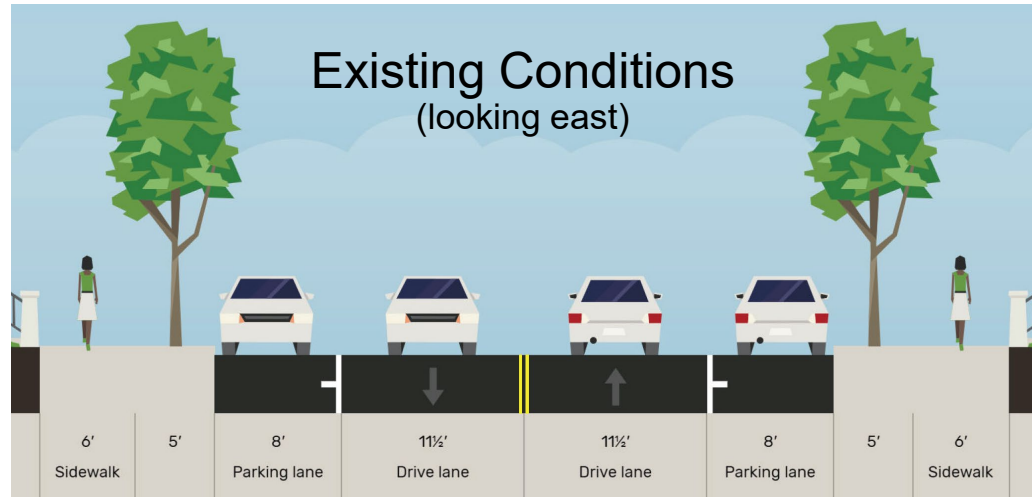 Existing Conditions
(looking east)
6′ 5′ 8′ 11½′ 11½′ 8′ 5′ 6′
Sidewalk Parking lane Drive lane Drive lane Parking lane Sidewalk